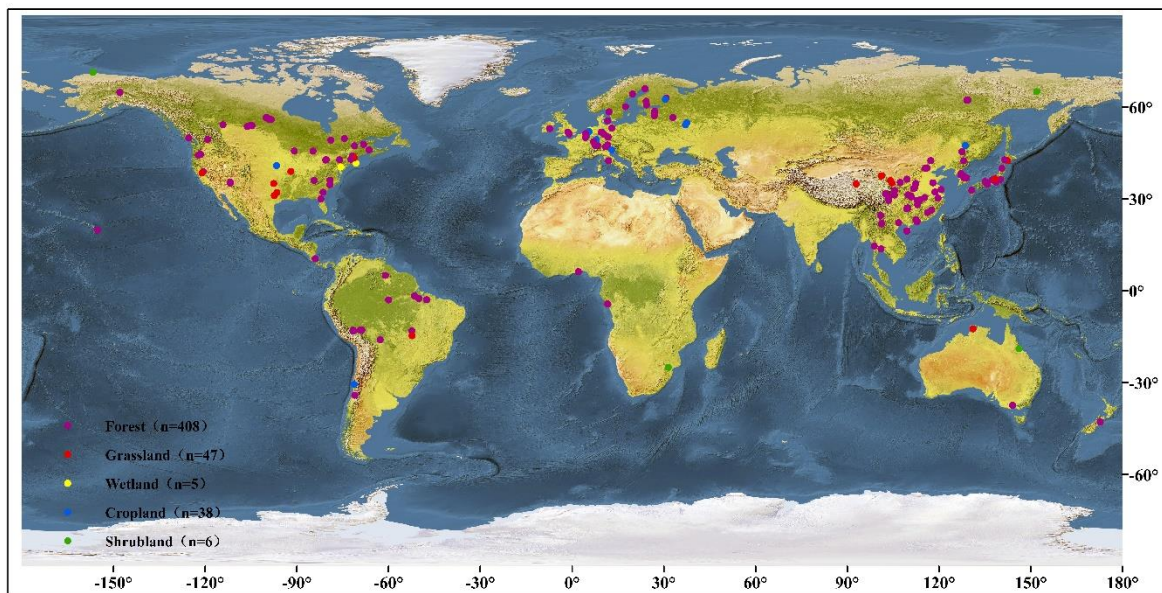 60°
30°
0°
-30°
-60°
Forest（n=408）
Grassland（n=47）
Wetland（n=5）
Cropland（n=38）
Shrubland（n=6）
-150° -120° -90° -60° -30° 0° 30° 60° 90° 120° 150° 180°